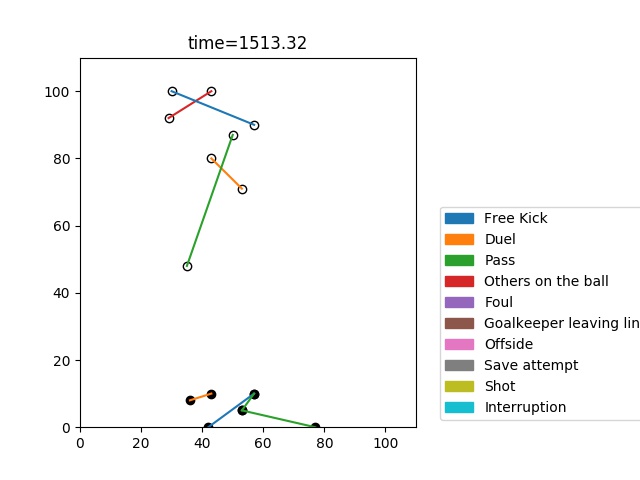 time=1513.32
100
80
60
40
20
0
0 20 40 60 80 100
Free Kick
Duel
Pass
Others on the ball
Foul
Goalkeeper leaving lin
Offside
Save attempt
Shot
Interruption